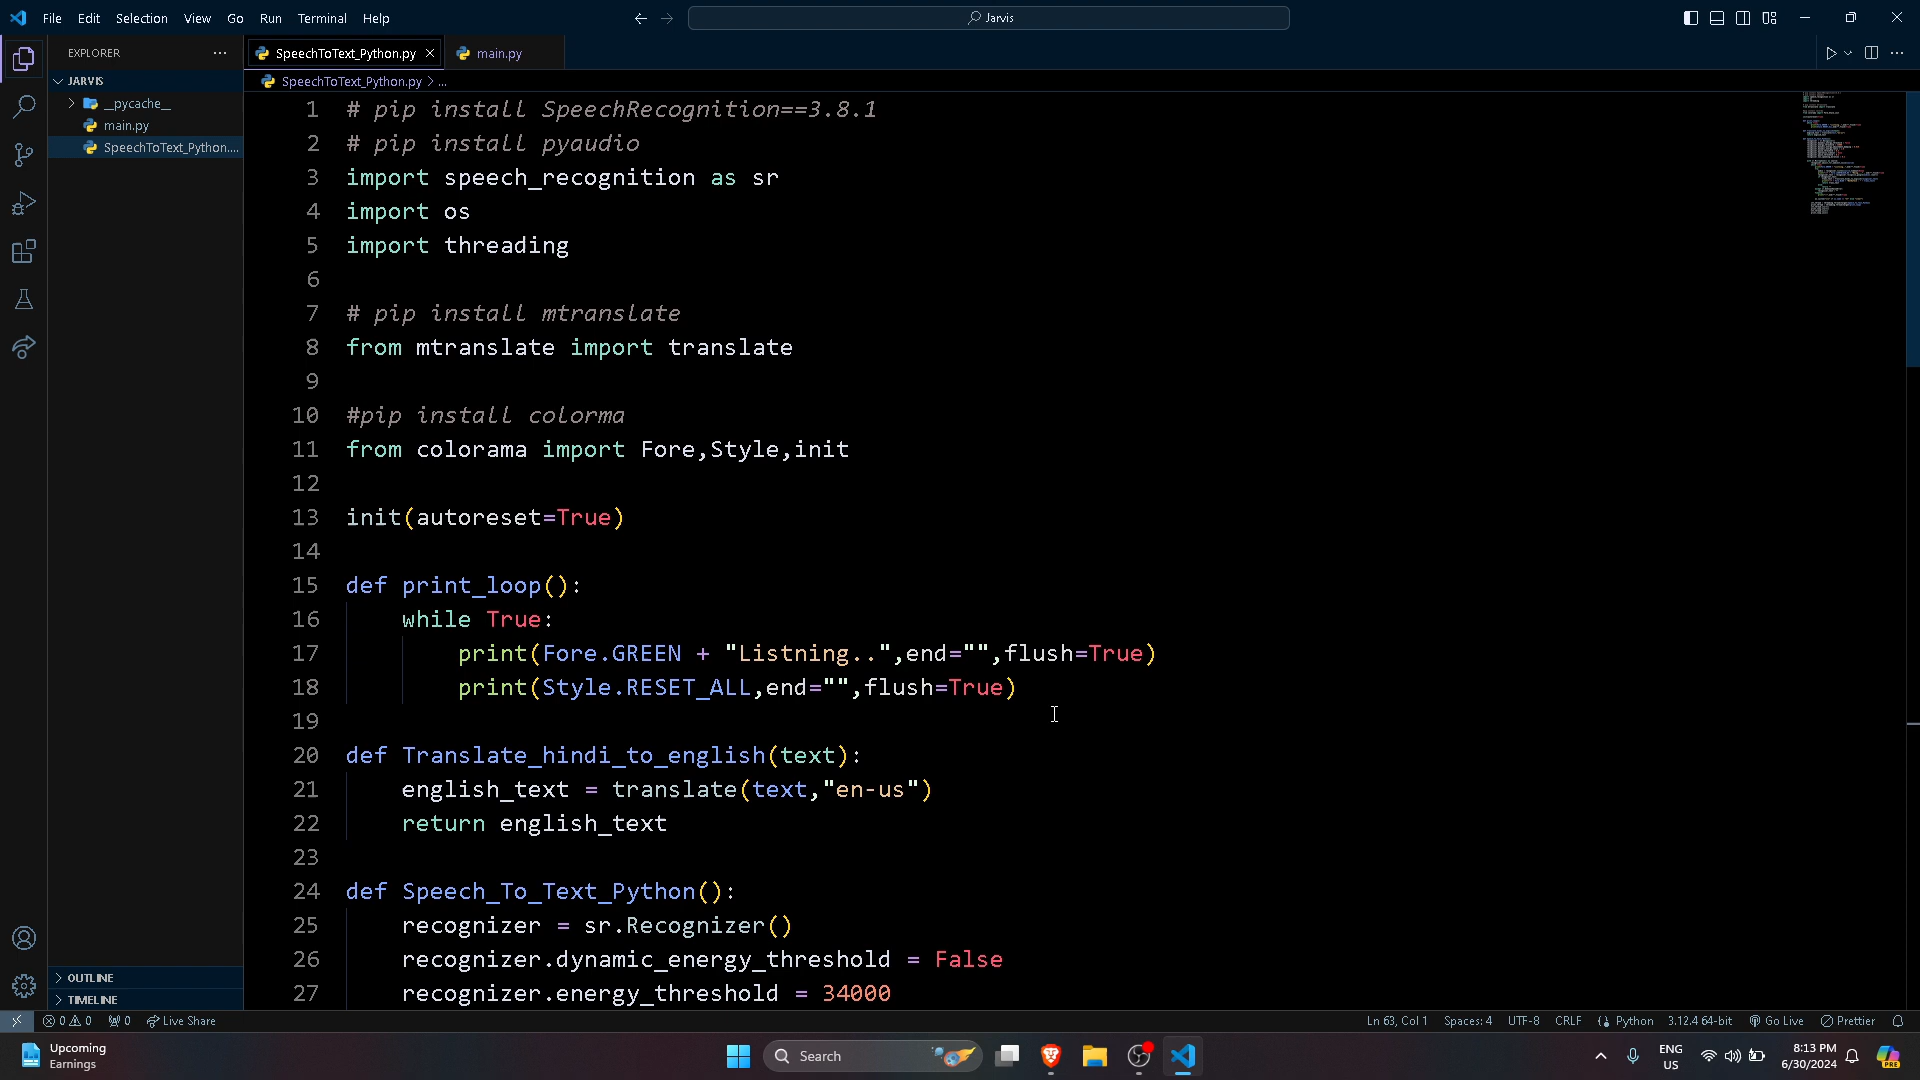 File Edit Selection View Go Run Terminal Help
Jarvis
EXPLORER
SpeechToText_Python.py
main.py
JARVIS
SpeechToText_Python.py > ...
__pycache__
main.py
SpeechToText_Python....
1 # pip install SpeechRecognition==3.8.1
2 # pip install pyaudio
3 import speech_recognition as sr
4 import os
5 import threading
6
7 # pip install mtranslate
8 from mtranslate import translate
9
10 #pip install colorma
11 from colorama import Fore,Style,init
12
13 init(autoreset=True)
14
15 def print_loop():
16 while True:
17 print(Fore.GREEN + "Listning..",end="",flush=True)
18 print(Style.RESET_ALL,end="",flush=True)
19
20 def Translate_hindi_to_english(text):
21 english_text = translate(text,"en-us")
22 return english_text
23
24 def Speech_To_Text_Python():
25 recognizer = sr.Recognizer()
26 recognizer.dynamic_energy_threshold = False
27 recognizer.energy_threshold = 34000
OUTLINE
TIMELINE
0 0 0 Live Share
Ln 63, Col 1 Spaces: 4 UTF-8 CRLF Python 3.12.4 64-bit Go Live Prettier
Upcoming
Earnings
Search
ENG
US
8:13 PM
6/30/2024
PRE